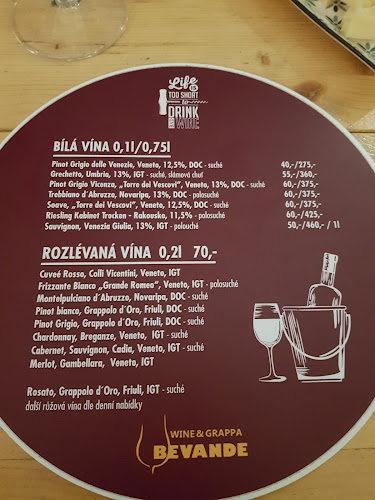 Life
IS
TOO SHORT
to
DRINK
BAD WINE
BÍLÁ VÍNA 0,1l/0,75l
Pinot Grigio delle Venezie, Veneto, 12,5%, DOC - suché 40,-/275,-
Grechetto, Umbria, 13%, IGT - suché, slámová chuť 55,-/360,-
Pinot Grigio Vicenza, „Torre dei Vescovi", Veneto, 13%, DOC - suché 60,-/375,-
Trebbiano d´Abruzzo, Novaripa, 13%, DOC - polosuché 60,-/375,-
Soave, „Torre dei Vescovi", Veneto, 12,5%, DOC - suché 60,-/375,-
Riesling Kabinet Trocken - Rakousko, 11,5% - polosuché 60,-/425,-
Sauvignon, Venezia Giulia, 13%, IGT - polouché 50,-/460,- / 1l
ROZLÉVANÁ VÍNA 0,2l 70,-
Cuveé Rosso, Colli Vicentini, Veneto, IGT
Frizzante Bianco „Grande Romea", Veneto, IGT - polosuché
Montelpulciano d´Abruzzo, Novaripa, DOC - suché
Pinot bianco, Grappolo d´Oro, Friuli, DOC - suché
Pinot Grigio, Grappolo d´Oro, Friuli, DOC - suché
Chardonnay, Breganze, Veneto, IGT - suché
Cabernet, Sauvignon, Cadia, Veneto, IGT - suché
Merlot, Gambellara, Veneto, IGT
Rosato, Grappolo d´Oro, Friuli, IGT - suché
další růžová vína dle denní nabídky
WINE & GRAPPA
BEVANDE